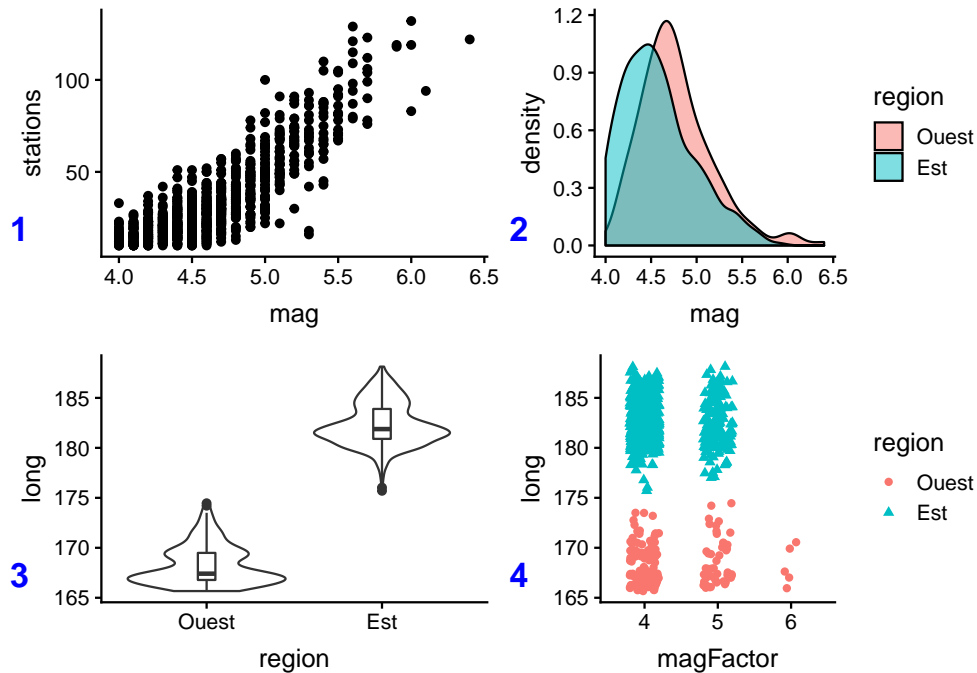 100
50
4.0 4.5 5.0 5.5 6.0 6.5
stations
mag
1
1.2
0.9
0.6
0.3
0.0
4.0 4.5 5.0 5.5 6.0 6.5
density
mag
region
Ouest
Est
2
185
180
175
170
165
Ouest Est
long
region
3
185
180
175
170
165
4 5 6
long
magFactor
region
Ouest
Est
4